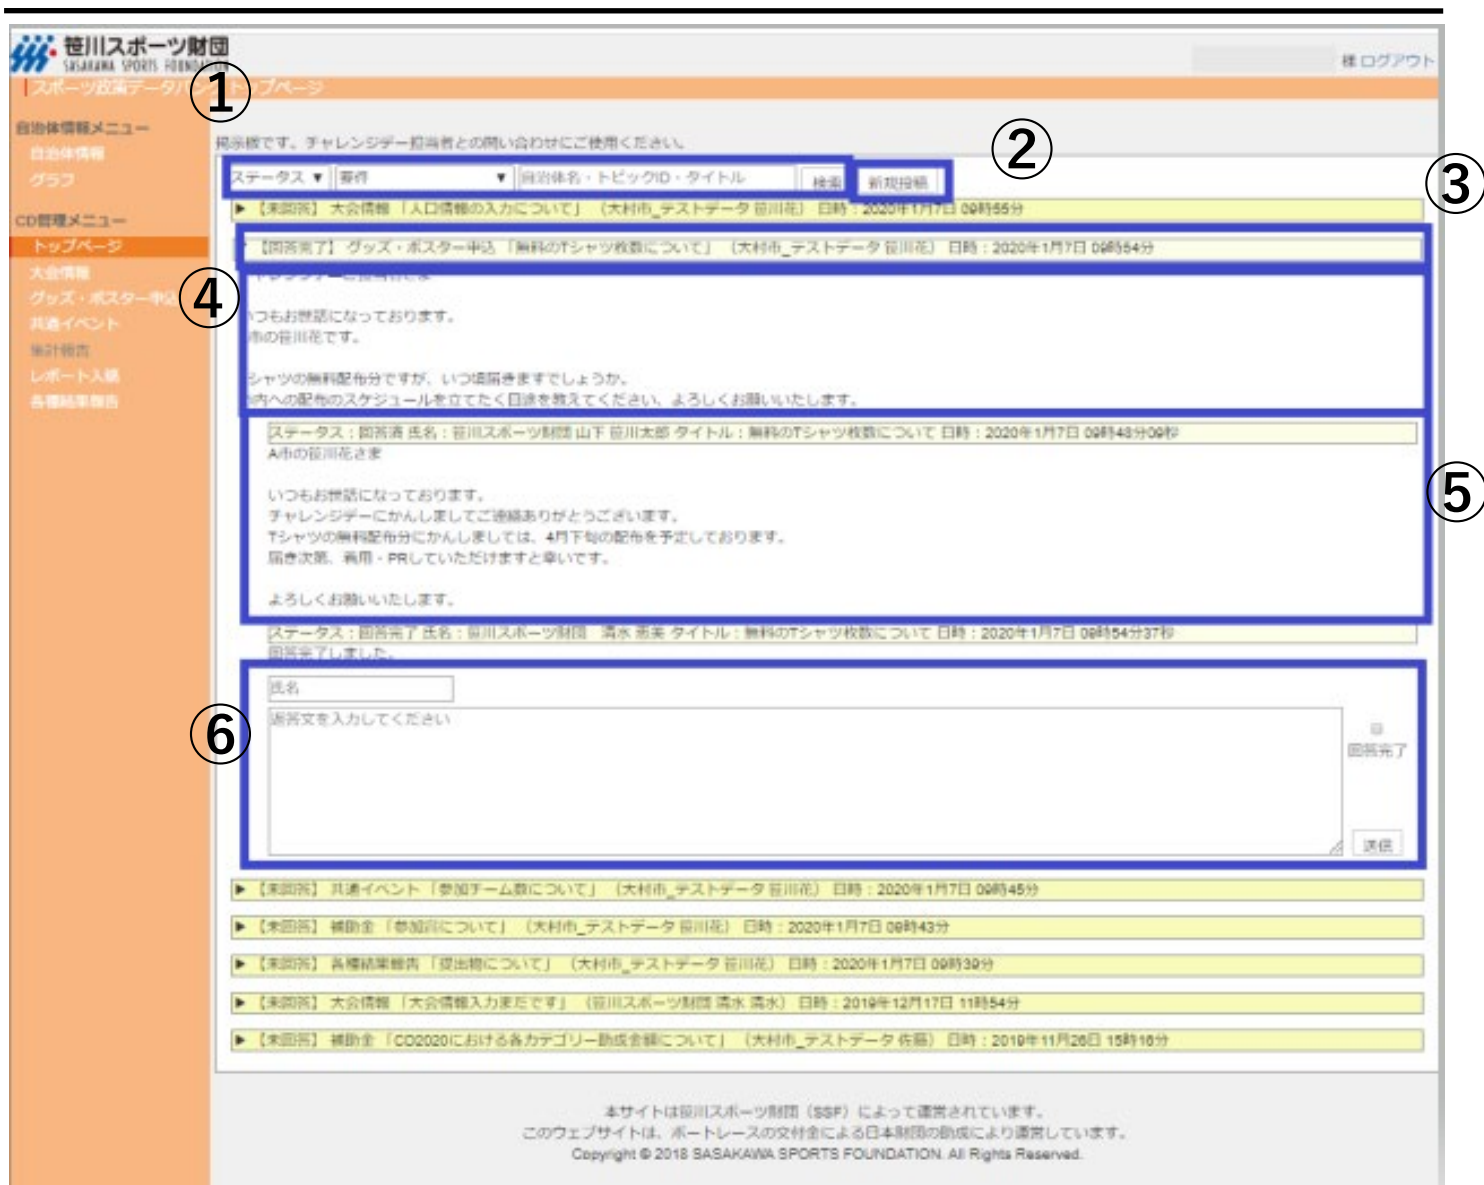 笹川スポーツ財団
SASAKAWA SPORTS FOUNDATION
様 ログアウト
スポーツ政策データバンク トップページ
①
自治体情報メニュー
自治体情報
グラフ
CD管理メニュー
トップページ
大会情報
グッズ・ポスター申込
共通イベント
集計報告
レポート入稿
各種結果報告
掲示板です。チャレンジデー担当者との問い合わせにご使用ください。
②
③
ステータス ▼ 要件 ▼ 自治体名・トピックID・タイトル 検索 新規投稿
▶ 【未回答】 大会情報 「人口情報の入力について」 （大村市_テストデータ 笹川花） 日時：2020年1月7日 09時55分
【回答完了】 グッズ・ポスター申込 「無料のTシャツ枚数について」 （大村市_テストデータ 笹川花） 日時：2020年1月7日 09時54分
④
ャレンジデーご担当者さま
つもお世話になっております。
市の笹川花です。
シャツの無料配布分ですが、いつ頃届きますでしょうか。
内への配布のスケジュールを立てたく目途を教えてください、よろしくお願いいたします。
ステータス：回答済 氏名：笹川スポーツ財団 山下 笹川太郎 タイトル：無料のTシャツ枚数について 日時：2020年1月7日 09時48分09秒
A市の笹川花さま
⑤
いつもお世話になっております。
チャレンジデーにかんしましてご連絡ありがとうございます。
Tシャツの無料配布分にかんしましては、4月下旬の配布を予定しております。
届き次第、着用・PRしていただけますと幸いです。
よろしくお願いいたします。
ステータス：回答完了 氏名：笹川スポーツ財団 清水 恵美 タイトル：無料のTシャツ枚数について 日時：2020年1月7日 09時54分37秒
回答完了しました。
⑥
氏名
返答文を入力してください
回答完了
送信
▶ 【未回答】 共通イベント 「参加チーム数について」 （大村市_テストデータ 笹川花） 日時：2020年1月7日 09時45分
▶ 【未回答】 補助金 「参加について」 （大村市_テストデータ 笹川花） 日時：2020年1月7日 09時43分
▶ 【未回答】 各種結果報告 「提出物について」 （大村市_テストデータ 笹川花） 日時：2020年1月7日 09時39分
▶ 【未回答】 大会情報 「大会情報入力まだです」 （笹川スポーツ財団 清水 清水） 日時：2019年12月17日 11時54分
▶ 【未回答】 補助金 「CD2020における各カテゴリー助成金額について」 （大村市_テストデータ 佐藤） 日時：2019年11月26日 15時16分
本サイトは笹川スポーツ財団（SSF）によって運営されています。
このウェブサイトは、ボートレースの交付金による日本財団の助成により運営しています。
Copyright © 2018 SASAKAWA SPORTS FOUNDATION. All Rights Reserved.